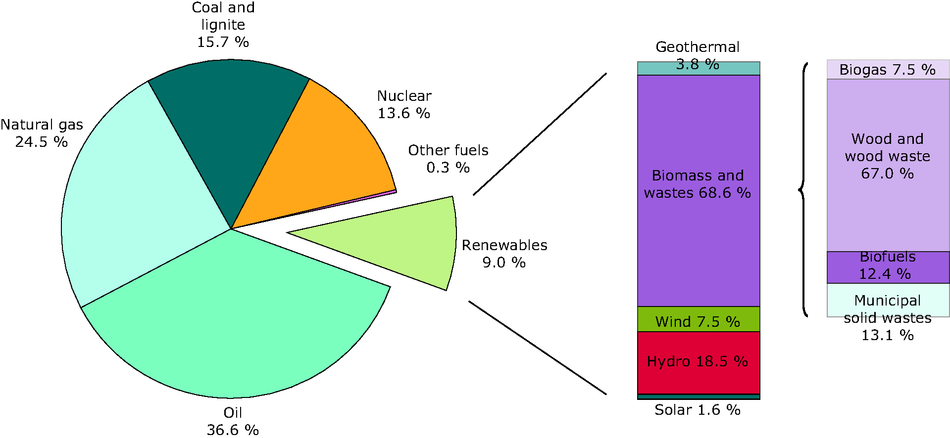 Coal and
lignite
15.7 %
Nuclear
13.6 %
Other fuels
0.3 %
Natural gas
24.5 %
Renewables
9.0 %
Oil
36.6 %
Geothermal
3.8 %
Biomass and
wastes 68.6 %
Wind 7.5 %
Hydro 18.5 %
Solar 1.6 %
Biogas 7.5 %
Wood and
wood waste
67.0 %
Biofuels
12.4 %
Municipal
solid wastes
13.1 %